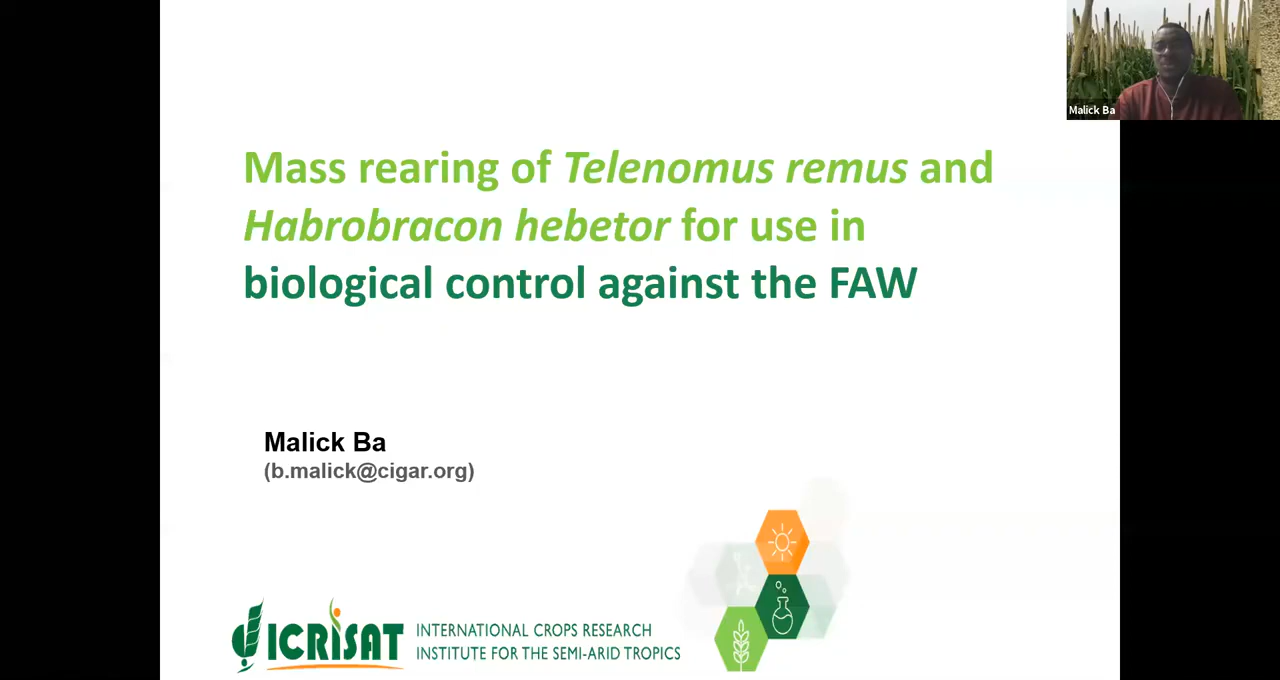 Malick Ba
Mass rearing of Telenomus remus and
Habrobracon hebetor for use in
biological control against the FAW
Malick Ba
(b.malick@cigar.org)
ICRISAT
INTERNATIONAL CROPS RESEARCH
INSTITUTE FOR THE SEMI-ARID TROPICS